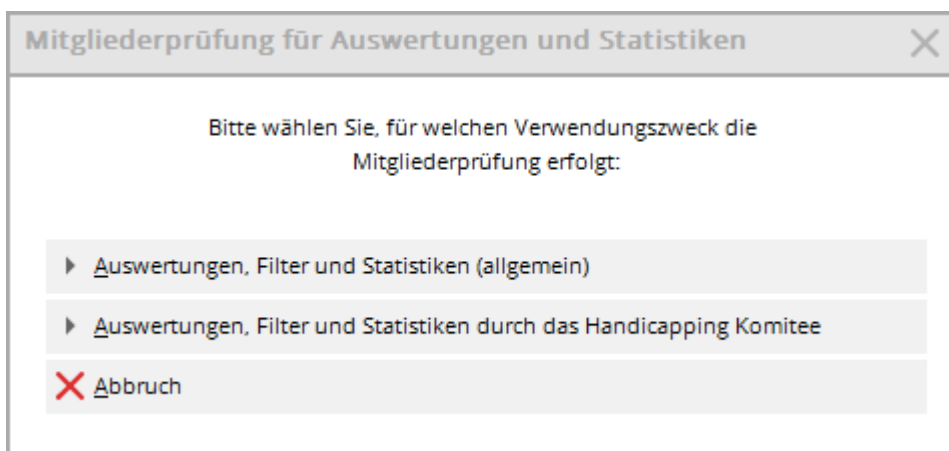 Mitgliederprüfung für Auswertungen und Statistiken
Bitte wählen Sie, für welchen Verwendungszweck die
Mitgliederprüfung erfolgt:
Auswertungen, Filter und Statistiken (allgemein)
Auswertungen, Filter und Statistiken durch das Handicapping Komitee
Abbruch